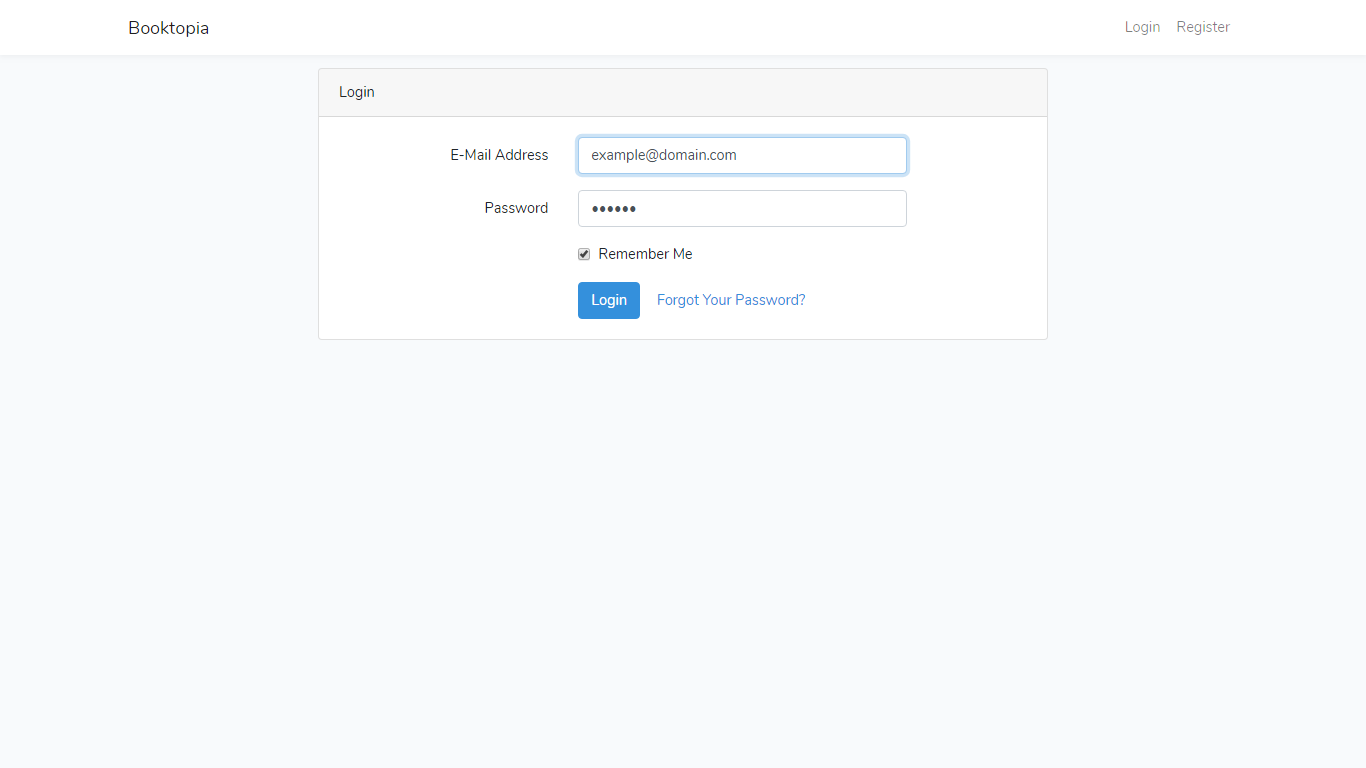 Booktopia
Login Register
Login
E-Mail Address example@domain.com
Password ••••••
Remember Me
Login Forgot Your Password?